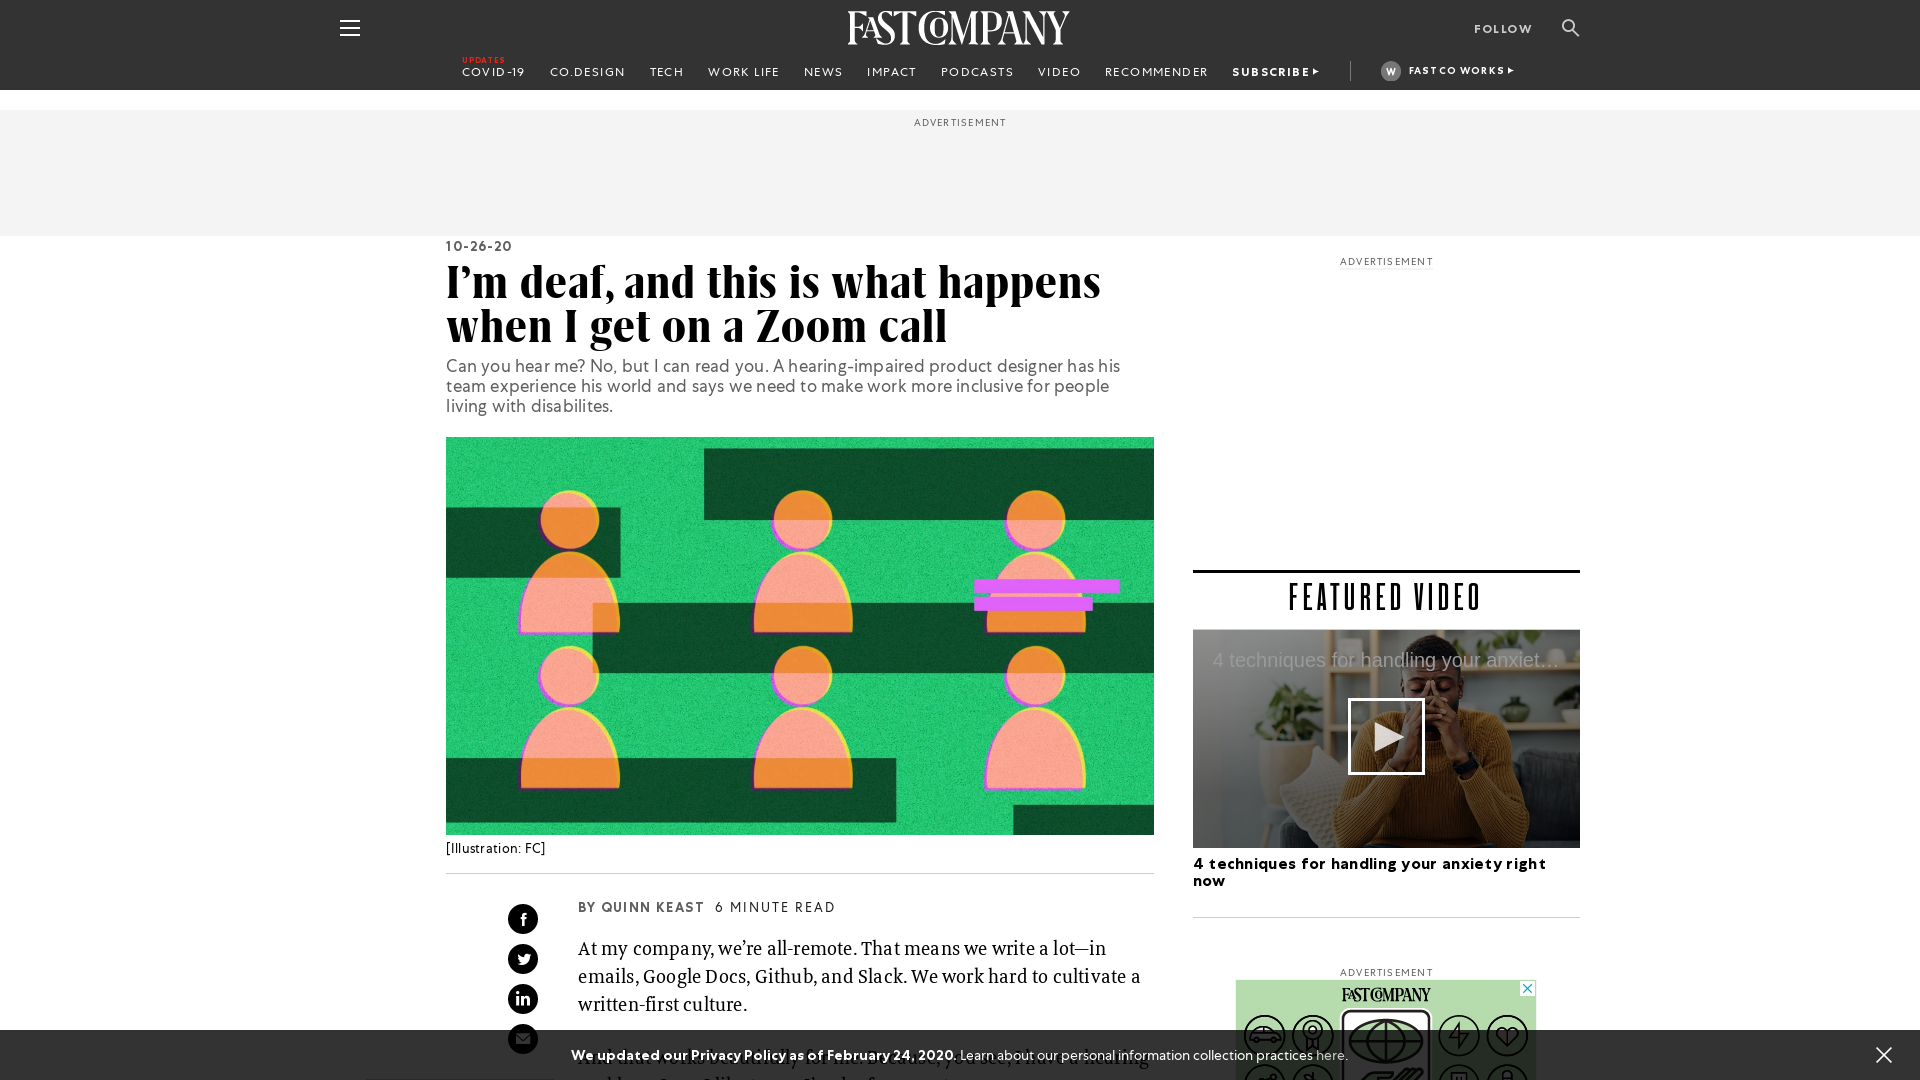 FAST COMPANY
FOLLOW
UPDATES
COVID-19 CO.DESIGN TECH WORK LIFE NEWS IMPACT PODCASTS VIDEO RECOMMENDER SUBSCRIBE W FASTCO WORKS
ADVERTISEMENT
10-26-20
I’m deaf, and this is what happens
when I get on a Zoom call
Can you hear me? No, but I can read you. A hearing-impaired product designer has his
team experience his world and says we need to make work more inclusive for people
living with disabilites.
[Illustration: FC]
BY QUINN KEAST 6 MINUTE READ
At my company, we’re all-remote. That means we write a lot—in
emails, Google Docs, Github, and Slack. We work hard to cultivate a
written-first culture.
ADVERTISEMENT
FEATURED VIDEO
4 techniques for handling your anxiet…
4 techniques for handling your anxiety right
now
ADVERTISEMENT
FAST COMPANY
We updated our Privacy Policy as of February 24, 2020. Learn about our personal information collection practices here.